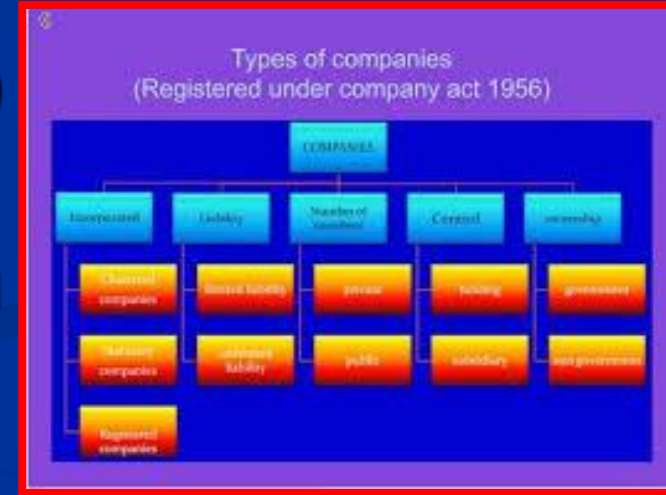 Types of companies
(Registered under company act 1956)
COMPANIES
Incorporated
Liability
Number of
members
Control
ownership
Chartered
companies
limited liability
private
holding
government
Statutory
companies
unlimited
liability
public
subsidiary
non government
Registered
companies